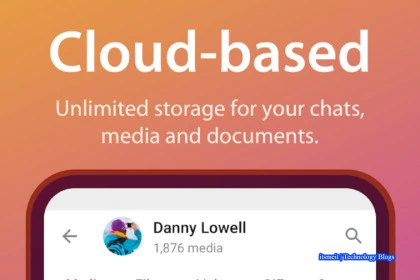 Cloud-based
Unlimited storage for your chats,
media and documents.
Danny Lowell
1,876 media
itsmeit 's Technology Blogs